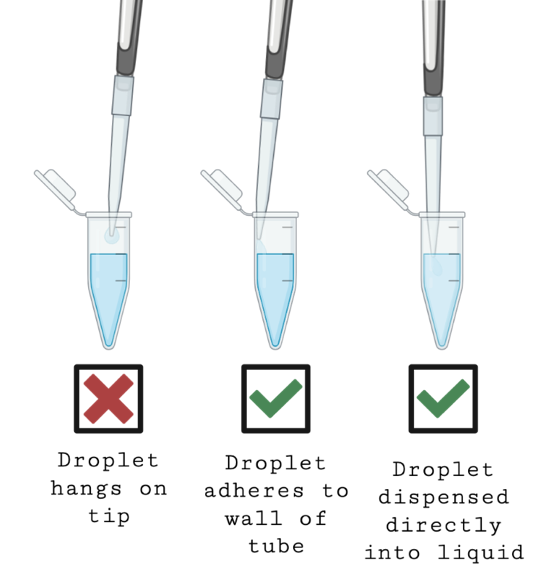 Droplet
hangs on
tip
Droplet
adheres to
wall of
tube
Droplet
dispensed
directly
into liquid